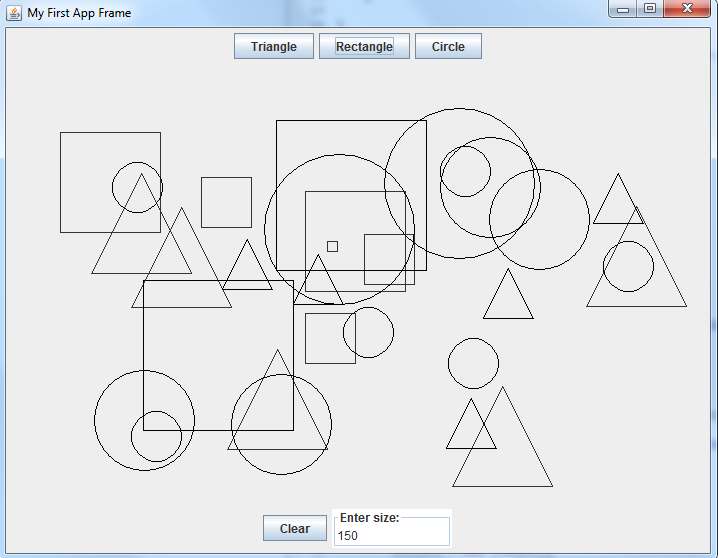 My First App Frame
Triangle Rectangle Circle
Enter size:
Clear 150